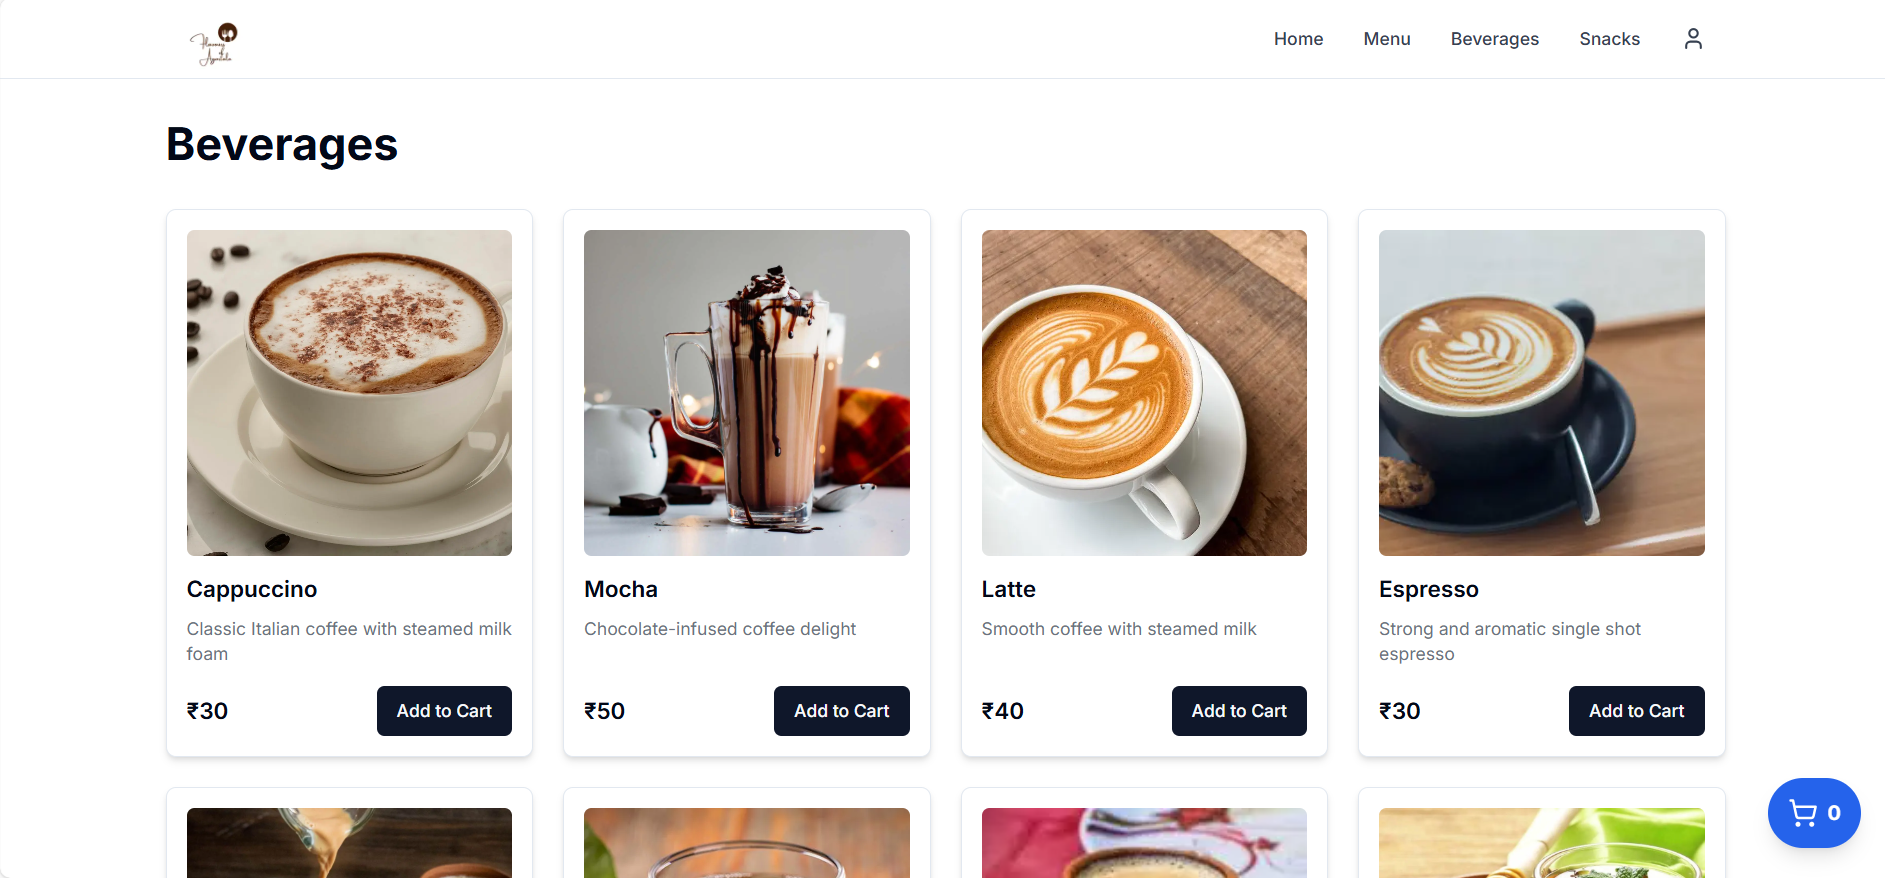 Home
Menu
Beverages
Snacks
Beverages
Cappuccino
Classic Italian coffee with steamed milk
foam
₹30
Add to Cart
Mocha
Chocolate-infused coffee delight
₹50
Add to Cart
Latte
Smooth coffee with steamed milk
₹40
Add to Cart
Espresso
Strong and aromatic single shot
espresso
₹30
Add to Cart
0